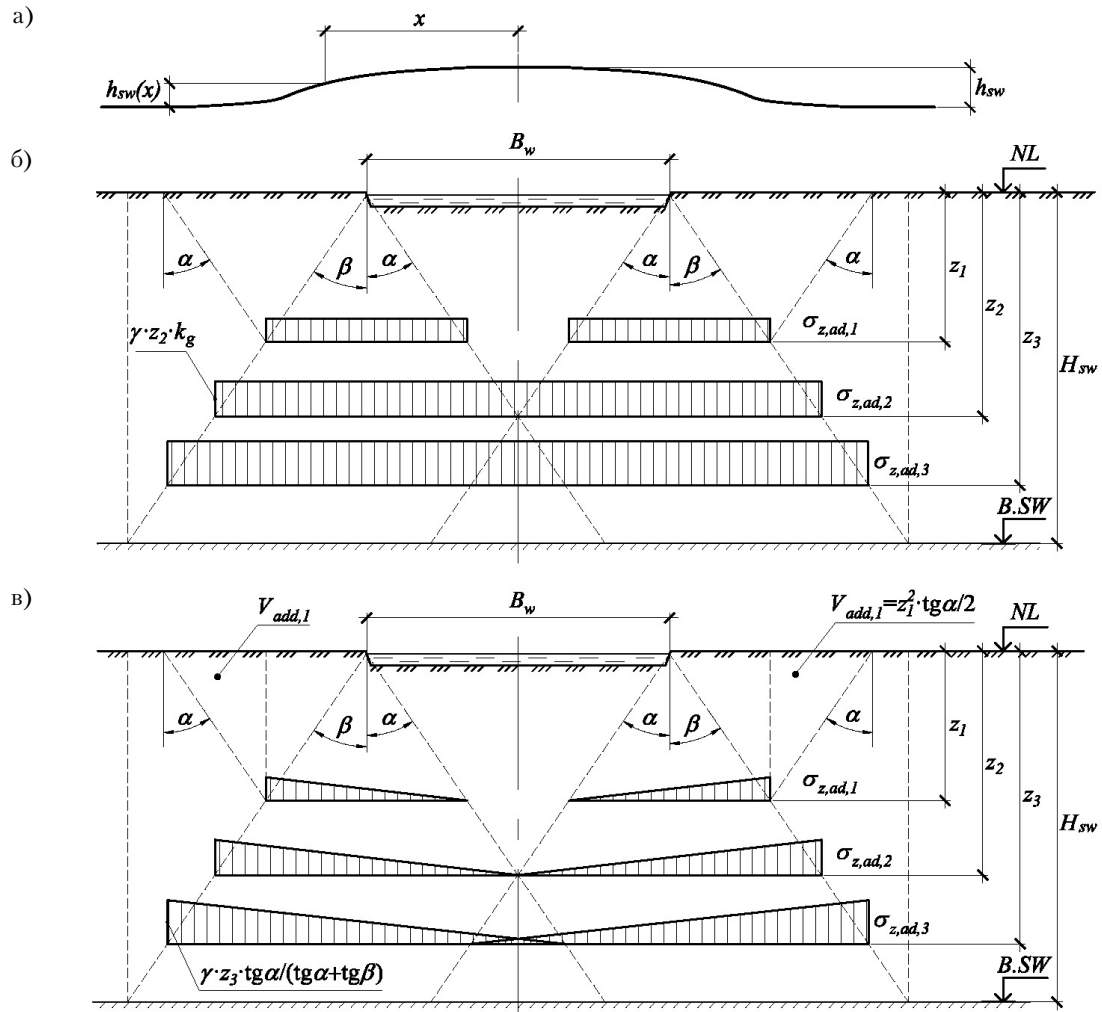 а)
x
h_sw(x)
h_sw
б)
B_w
NL
α
β
α
α
β
α
z_1
z_2
z_3
H_sw
γ·z_2·k_g
σ_z,ad,1
σ_z,ad,2
σ_z,ad,3
B.SW
в)
V_add,1
B_w
V_add,1=z_1^2·tgα/2
NL
α
β
α
α
β
α
z_1
z_2
z_3
H_sw
σ_z,ad,1
σ_z,ad,2
σ_z,ad,3
γ·z_3·tgα/(tgα+tgβ)
B.SW